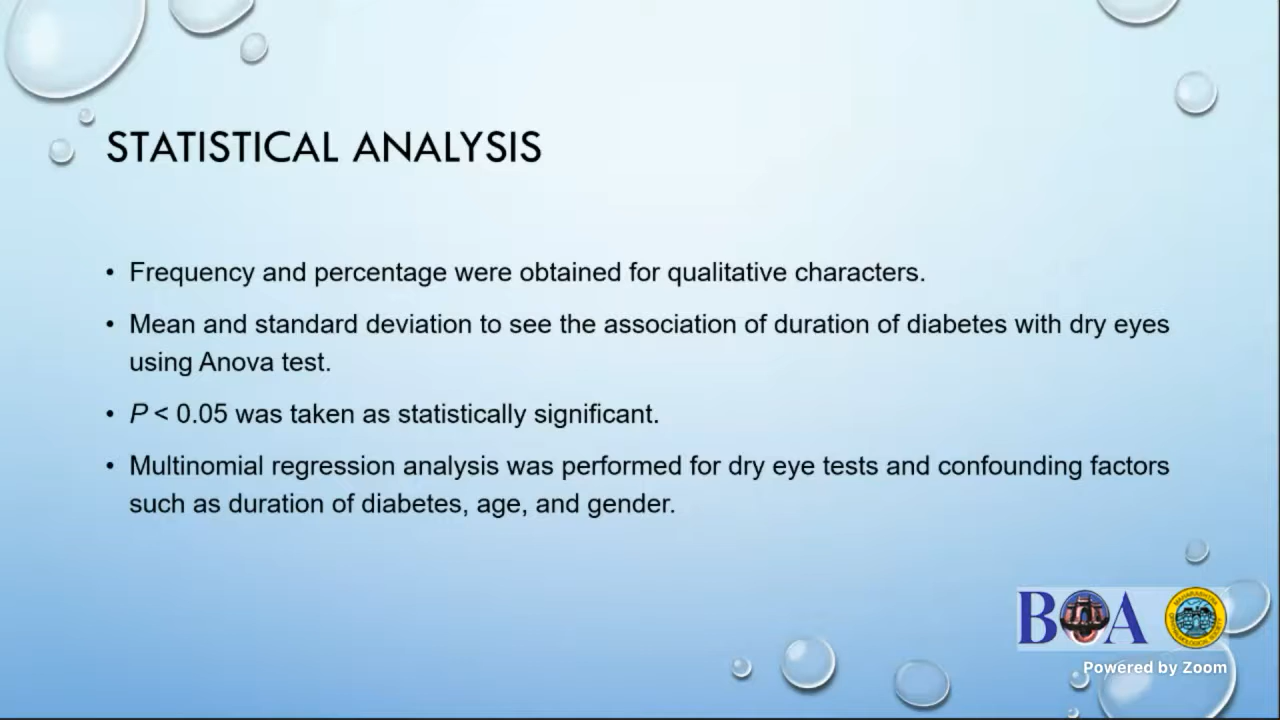 STATISTICAL ANALYSIS
• Frequency and percentage were obtained for qualitative characters.
• Mean and standard deviation to see the association of duration of diabetes with dry eyes
using Anova test.
• P < 0.05 was taken as statistically significant.
• Multinomial regression analysis was performed for dry eye tests and confounding factors
such as duration of diabetes, age, and gender.
BOA
MAHARASHTRA OPHTHALMOLOGICAL SOCIETY
Powered by Zoom